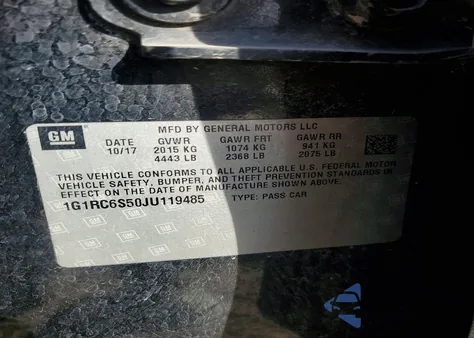 GM
MFD BY GENERAL MOTORS LLC
DATE GVWR GAWR FRT GAWR RR
10/17 2015 KG 1074 KG 941 KG
4443 LB 2368 LB 2075 LB
THIS VEHICLE CONFORMS TO ALL APPLICABLE U.S. FEDERAL MOTOR
VEHICLE SAFETY, BUMPER, AND THEFT PREVENTION STANDARDS IN
EFFECT ON THE DATE OF MANUFACTURE SHOWN ABOVE.
1G1RC6S50JU119485 TYPE: PASS CAR